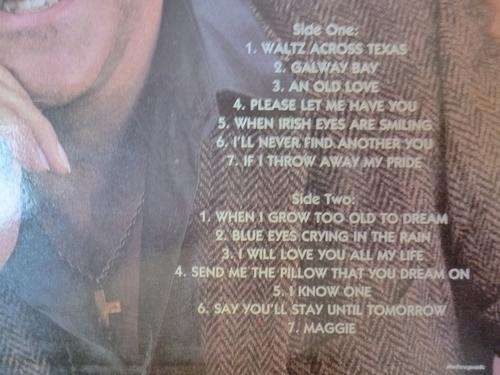 Side One:
1. WALTZ ACROSS TEXAS
2. GALWAY BAY
3. AN OLD LOVE
4. PLEASE LET ME HAVE YOU
5. WHEN IRISH EYES ARE SMILING
6. I'LL NEVER FIND ANOTHER YOU
7. IF I THROW AWAY MY PRIDE
Side Two:
1. WHEN I GROW TOO OLD TO DREAM
2. BLUE EYES CRYING IN THE RAIN
3. I WILL LOVE YOU ALL MY LIFE
4. SEND ME THE PILLOW THAT YOU DREAM ON
5. I KNOW ONE
6. SAY YOU'LL STAY UNTIL TOMORROW
7. MAGGIE